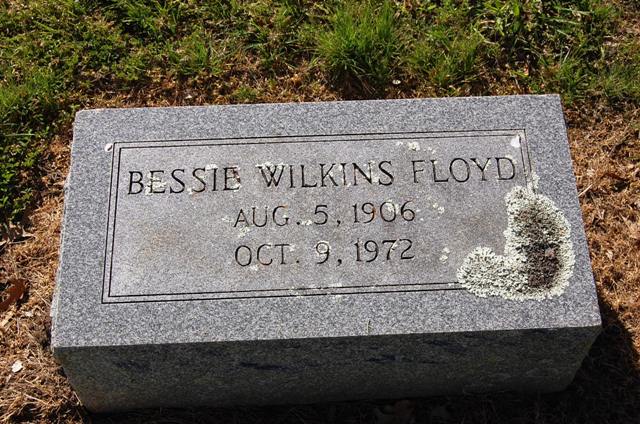 BESSIE WILKINS FLOYD
AUG. 5, 1906
OCT. 9, 1972